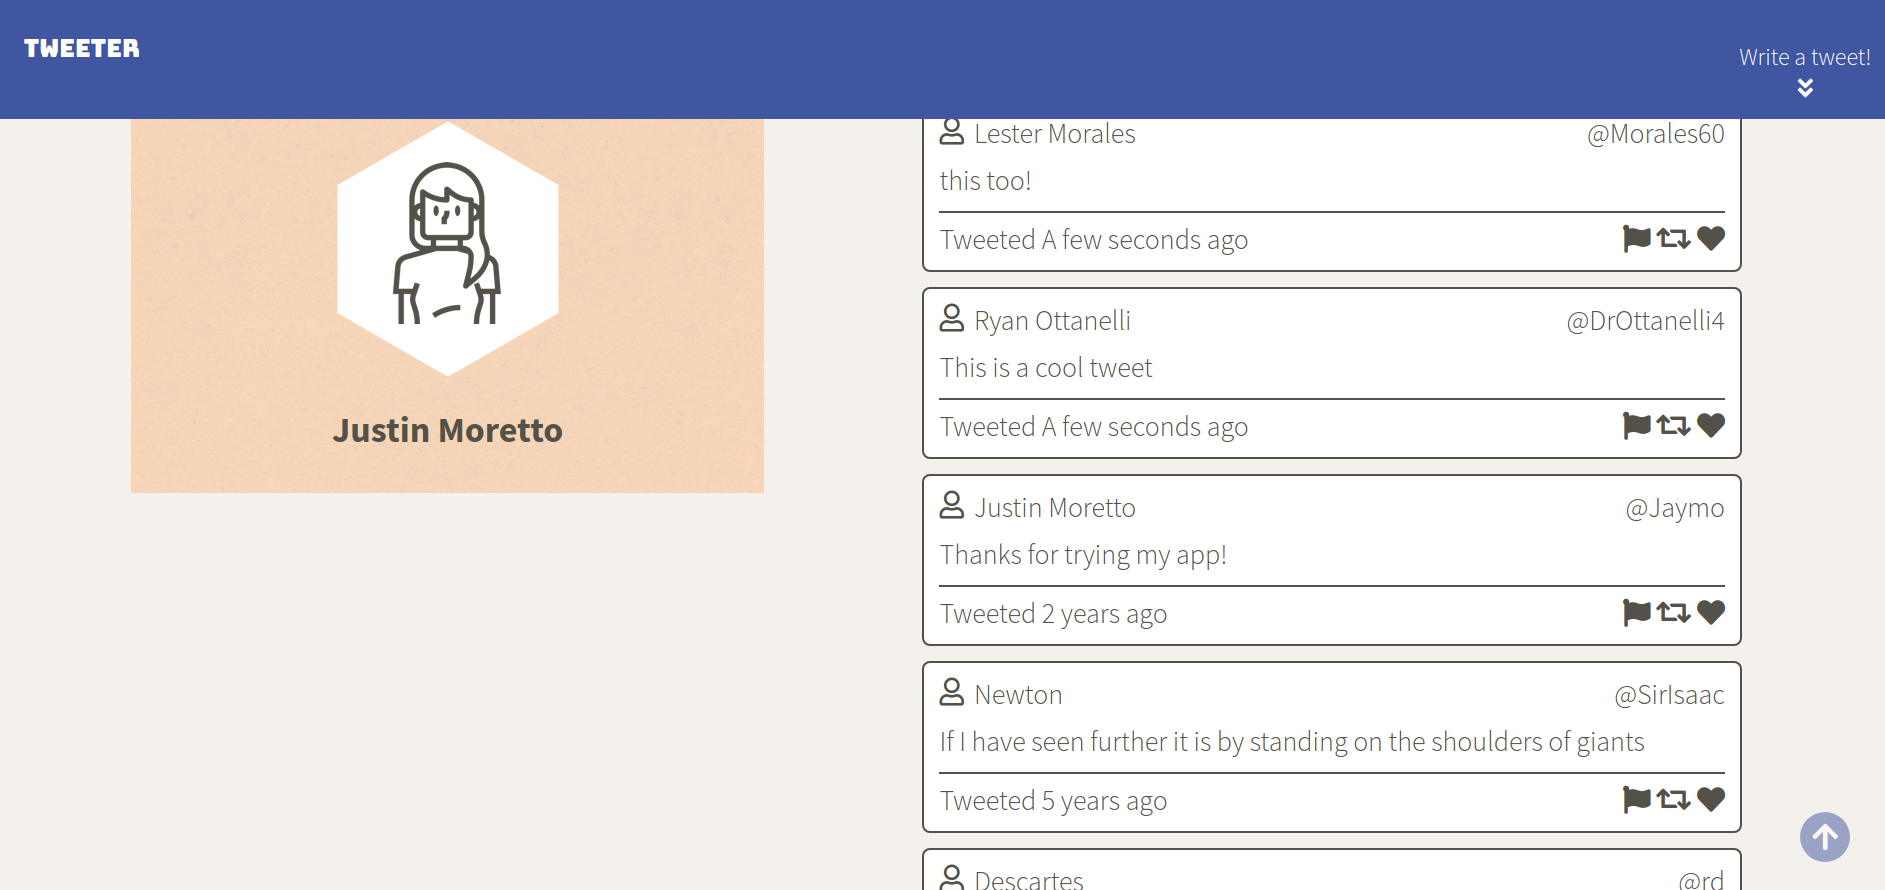 TWEETER
Write a tweet!
Justin Moretto
Lester Morales @Morales60
this too!
Tweeted A few seconds ago
Ryan Ottanelli @DrOttanelli4
This is a cool tweet
Tweeted A few seconds ago
Justin Moretto @Jaymo
Thanks for trying my app!
Tweeted 2 years ago
Newton @SirIsaac
If I have seen further it is by standing on the shoulders of giants
Tweeted 5 years ago
Descartes @rd